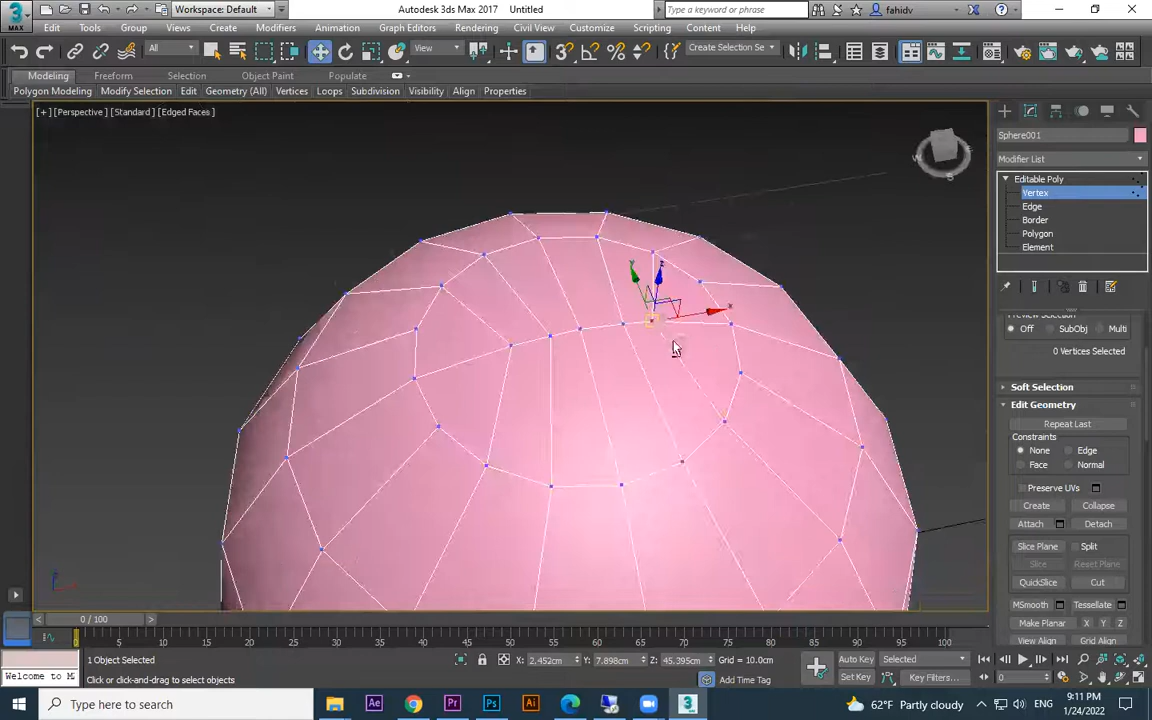 Workspace: Default
Autodesk 3ds Max 2017 Untitled
Type a keyword or phrase
fahidv
MAX
Edit Tools Group Views Create Modifiers Animation Graph Editors Rendering Civil View Customize Scripting Content Help
All
View
Create Selection Se
Modeling Freeform Selection Object Paint Populate
Polygon Modeling Modify Selection Edit Geometry (All) Vertices Loops Subdivision Visibility Align Properties
[+] [Perspective] [Standard] [Edged Faces]
Sphere001
Modifier List
Editable Poly
Vertex
Edge
Border
Polygon
Element
Preview Selection
Off SubObj Multi
0 Vertices Selected
Soft Selection
Edit Geometry
Repeat Last
Constraints
None Edge
Face Normal
Preserve UVs
Create Collapse
Attach Detach
Slice Plane Split
Slice Reset Plane
QuickSlice Cut
MSmooth Tessellate
Make Planar X Y Z
View Align Grid Align
0 / 100
0 5 10 15 20 25 30 35 40 45 50 55 60 65 70 75 80 85 90 95 100
1 Object Selected
X: 2.452cm Y: 7.898cm Z: 45.395cm Grid = 10.0cm
Auto Key Selected
Welcome to M
Click or click-and-drag to select objects
Add Time Tag
Set Key Key Filters...
0
Type here to search
62°F Partly cloudy
ENG
9:11 PM
1/24/2022